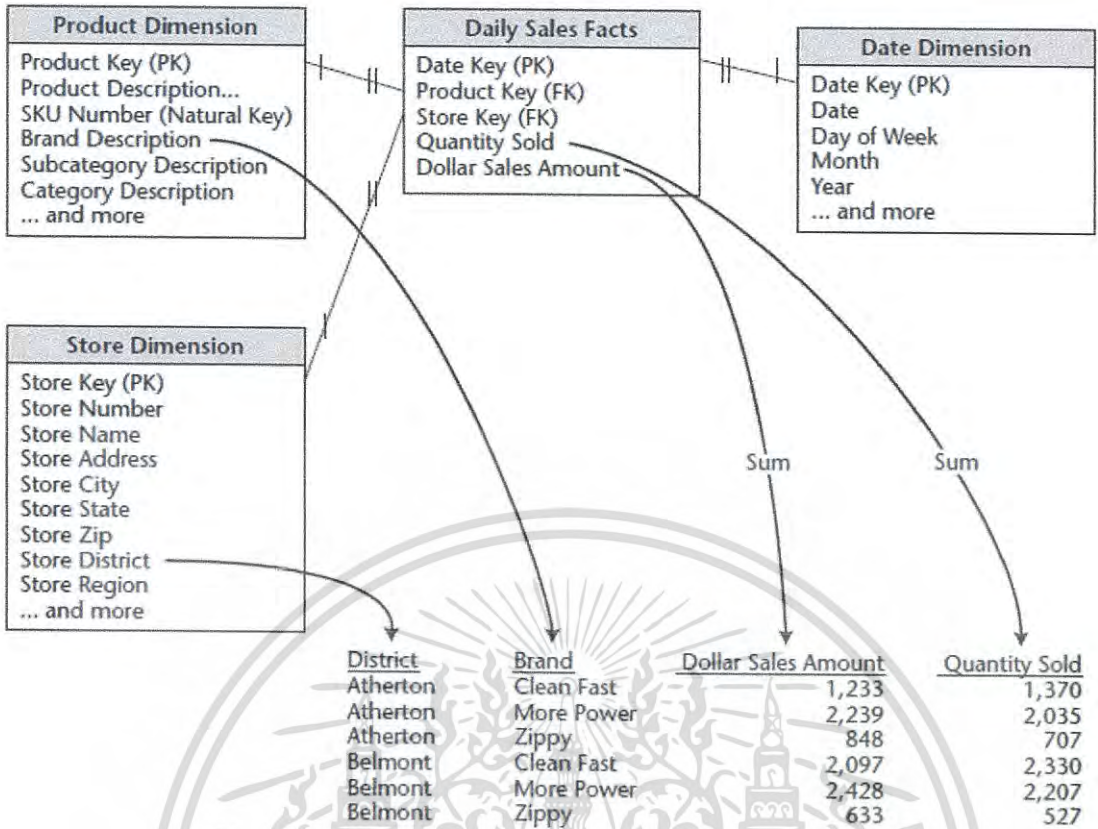 Product Dimension
Product Key (PK)
Product Description...
SKU Number (Natural Key)
Brand Description
Subcategory Description
Category Description
... and more
Daily Sales Facts
Date Key (PK)
Product Key (FK)
Store Key (FK)
Quantity Sold
Dollar Sales Amount
Date Dimension
Date Key (PK)
Date
Day of Week
Month
Year
... and more
Store Dimension
Store Key (PK)
Store Number
Store Name
Store Address
Store City
Store State
Store Zip
Store District
Store Region
... and more
Sum Sum
District Brand Dollar Sales Amount Quantity Sold
Atherton Clean Fast 1,233 1,370
Atherton More Power 2,239 2,035
Atherton Zippy 848 707
Belmont Clean Fast 2,097 2,330
Belmont More Power 2,428 2,207
Belmont Zippy 633 527